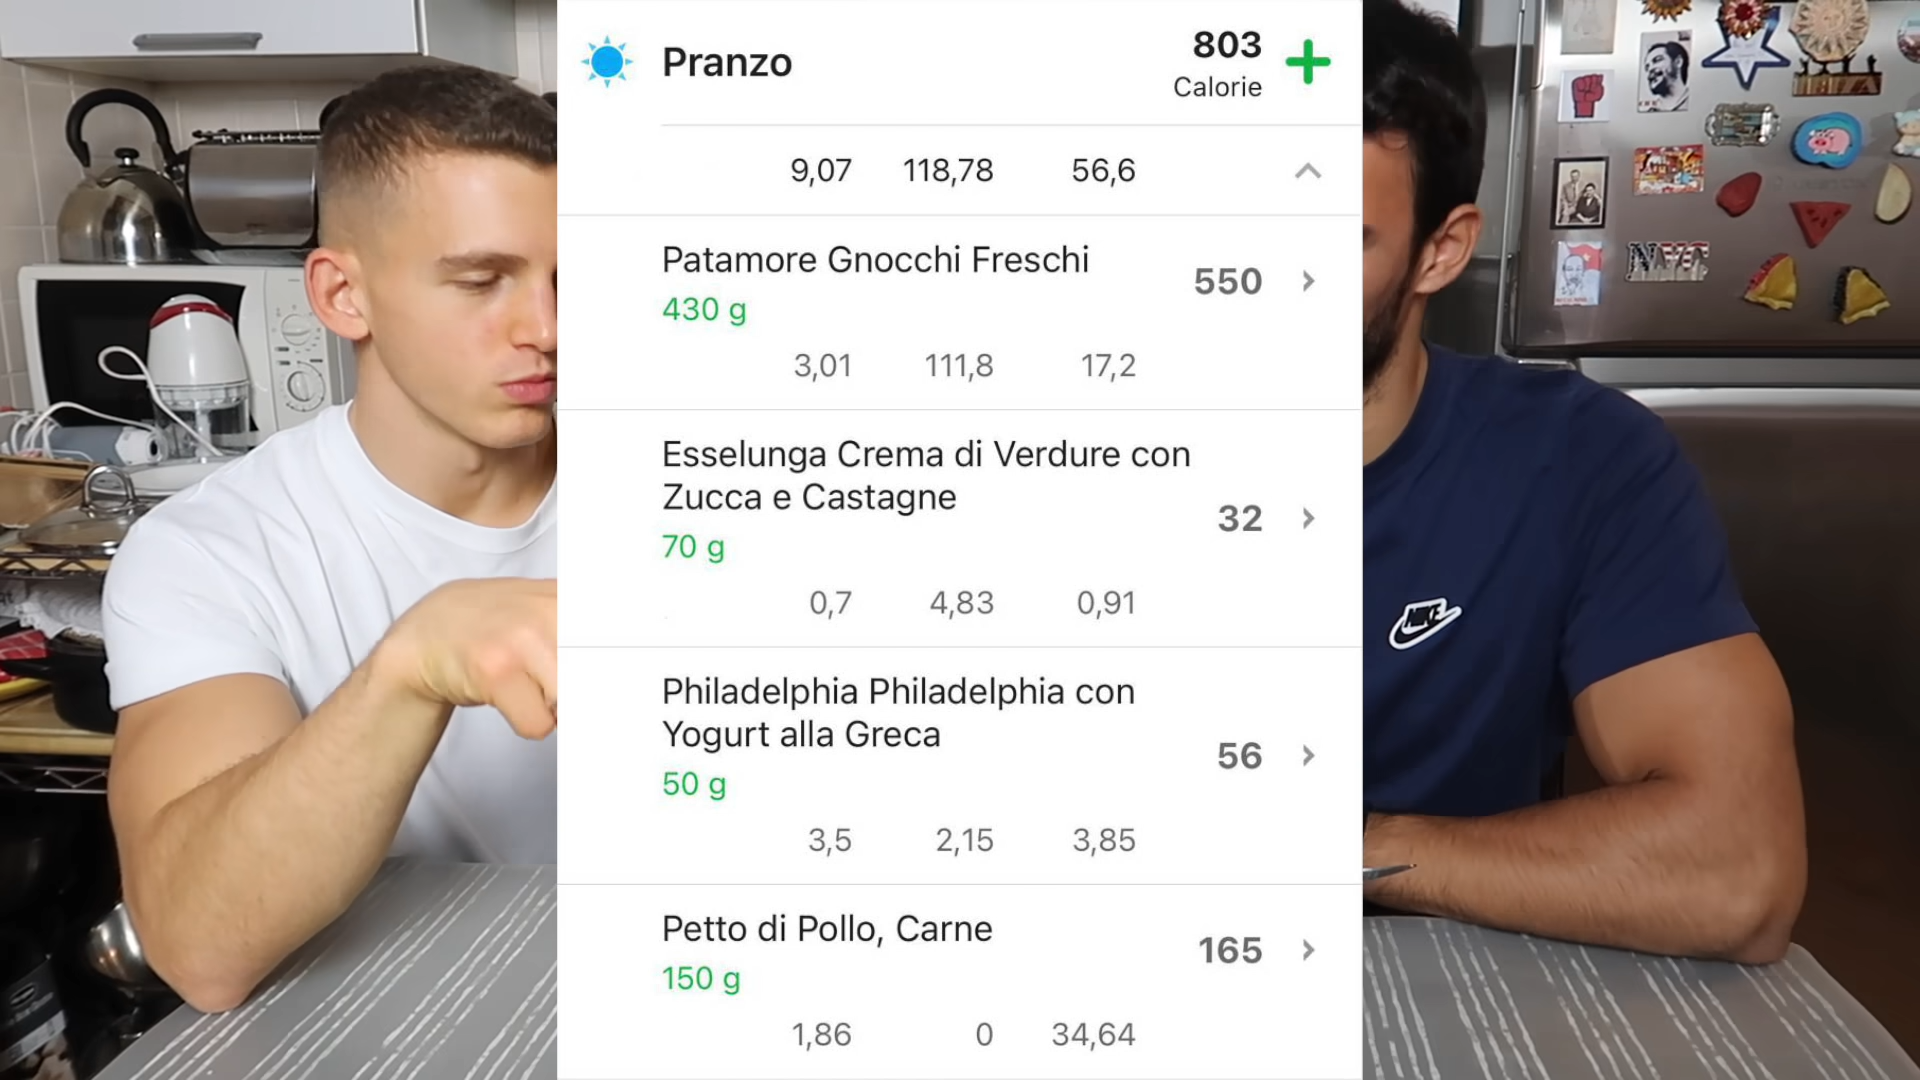 Pranzo
803
Calorie
9,07 118,78 56,6
Patamore Gnocchi Freschi
550
430 g
3,01 111,8 17,2
Esselunga Crema di Verdure con
Zucca e Castagne
32
70 g
0,7 4,83 0,91
Philadelphia Philadelphia con
Yogurt alla Greca
56
50 g
3,5 2,15 3,85
Petto di Pollo, Carne
165
150 g
1,86 0 34,64
NYC
NIKE